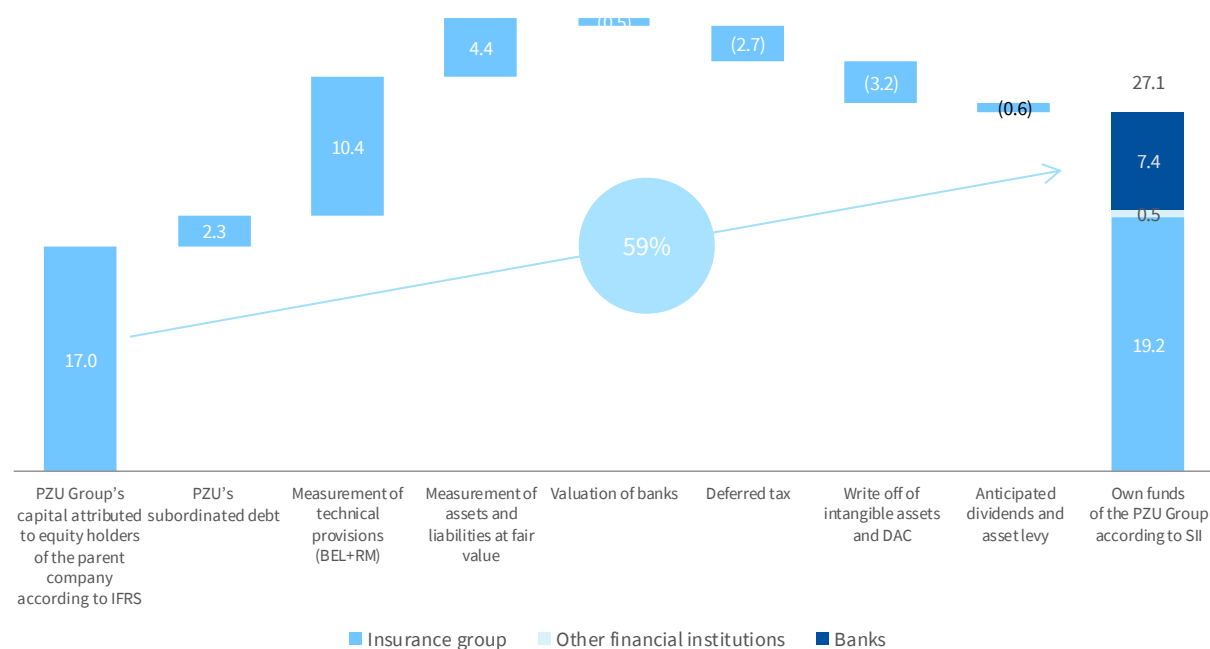 (0.5)
4.4
(2.7)
(3.2)
27.1
(0.6)
10.4
7.4
0.5
2.3
59%
17.0
19.2
PZU Group's
capital attributed
to equity holders
of the parent
company
according to IFRS
PZU's
subordinated debt
Measurement of
technical
provisions
(BEL+RM)
Measurement of
assets and
liabilities at fair
value
Valuation of banks
Deferred tax
Write off of
intangible assets
and DAC
Anticipated
dividends and
asset levy
Own funds
of the PZU Group
according to SII
Insurance group
Other financial institutions
Banks